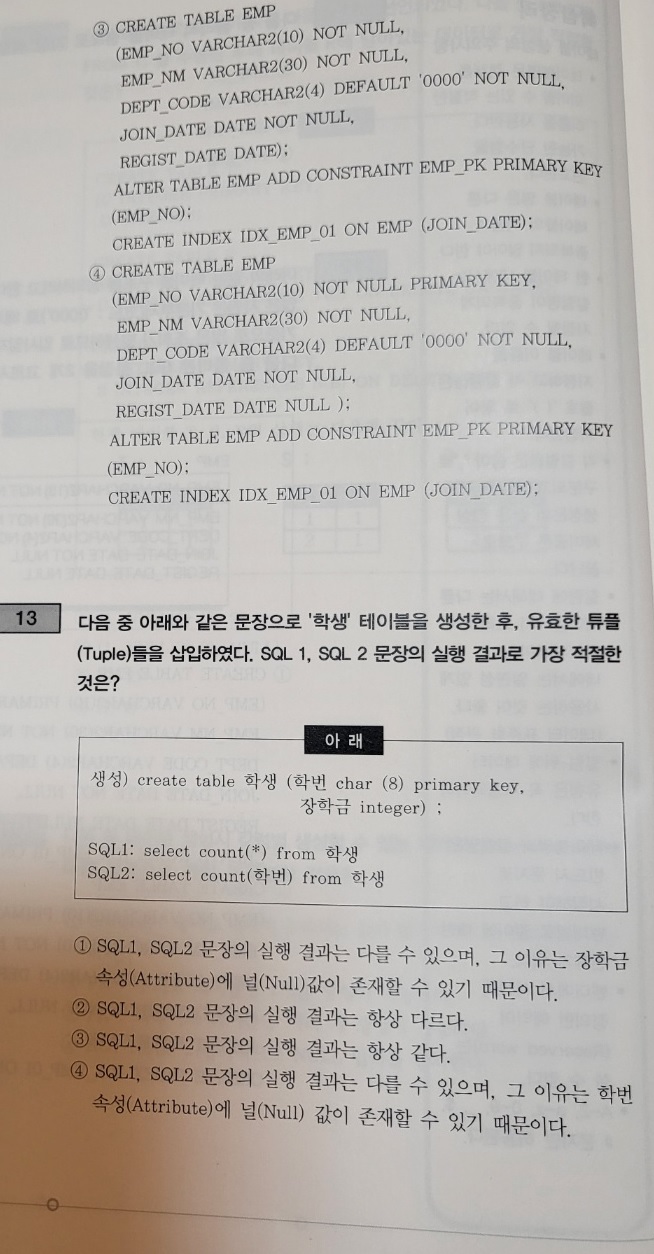 ③ CREATE TABLE EMP
(EMP_NO VARCHAR2(10) NOT NULL,
EMP_NM VARCHAR2(30) NOT NULL,
DEPT_CODE VARCHAR2(4) DEFAULT '0000' NOT NULL,
JOIN_DATE DATE NOT NULL,
REGIST_DATE DATE);
ALTER TABLE EMP ADD CONSTRAINT EMP_PK PRIMARY KEY
(EMP_NO);
CREATE INDEX IDX_EMP_01 ON EMP (JOIN_DATE);
④ CREATE TABLE EMP
(EMP_NO VARCHAR2(10) NOT NULL PRIMARY KEY,
EMP_NM VARCHAR2(30) NOT NULL,
DEPT_CODE VARCHAR2(4) DEFAULT '0000' NOT NULL,
JOIN_DATE DATE NOT NULL,
REGIST_DATE DATE NULL );
ALTER TABLE EMP ADD CONSTRAINT EMP_PK PRIMARY KEY
(EMP_NO);
CREATE INDEX IDX_EMP_01 ON EMP (JOIN_DATE);
13 다음 중 아래와 같은 문장으로 '학생' 테이블을 생성한 후, 유효한 튜플
(Tuple)들을 삽입하였다. SQL 1, SQL 2 문장의 실행 결과로 가장 적절한
것은?
아 래
생성) create table 학생 (학번 char (8) primary key,
장학금 integer) ;
SQL1: select count(*) from 학생
SQL2: select count(학번) from 학생
① SQL1, SQL2 문장의 실행 결과는 다를 수 있으며, 그 이유는 장학금
속성(Attribute)에 널(Null)값이 존재할 수 있기 때문이다.
② SQL1, SQL2 문장의 실행 결과는 항상 다르다.
③ SQL1, SQL2 문장의 실행 결과는 항상 같다.
④ SQL1, SQL2 문장의 실행 결과는 다를 수 있으며, 그 이유는 학번
속성(Attribute)에 널(Null) 값이 존재할 수 있기 때문이다.